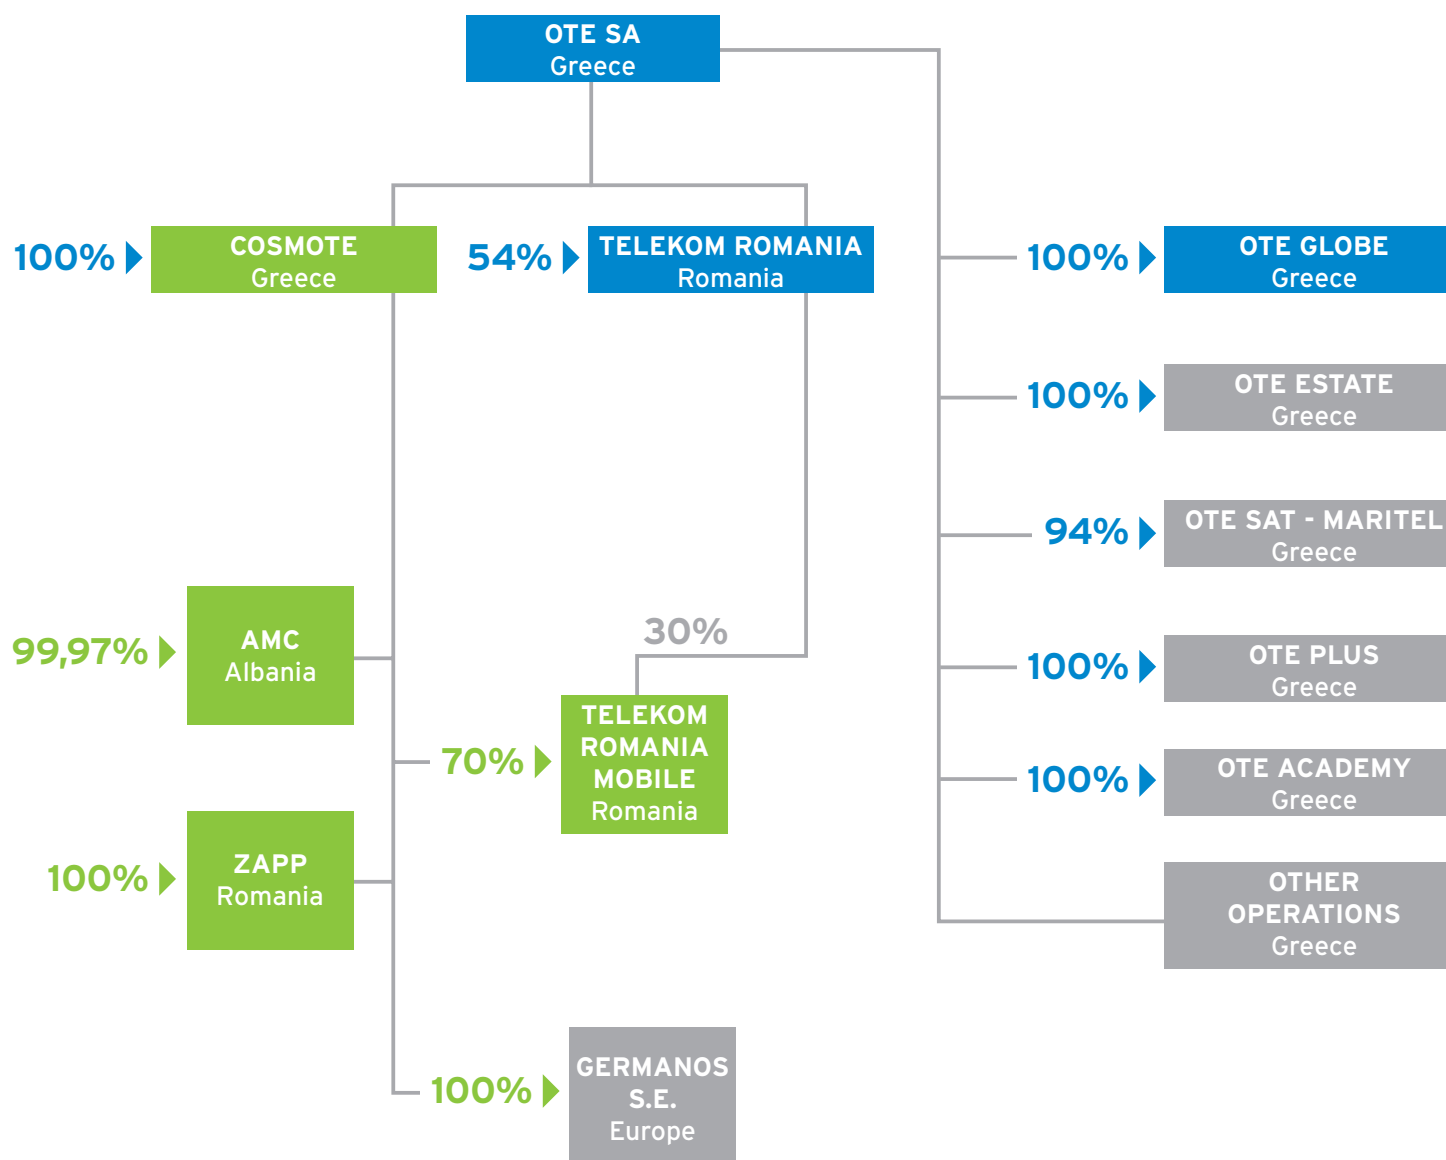 OTE SA
Greece
100%
COSMOTE
Greece
54%
TELEKOM ROMANIA
Romania
100%
OTE GLOBE
Greece
100%
OTE ESTATE
Greece
94%
OTE SAT - MARITEL
Greece
99,97%
AMC
Albania
30%
100%
OTE PLUS
Greece
70%
TELEKOM
ROMANIA
MOBILE
Romania
100%
OTE ACADEMY
Greece
100%
ZAPP
Romania
OTHER
OPERATIONS
Greece
100%
GERMANOS
S.E.
Europe